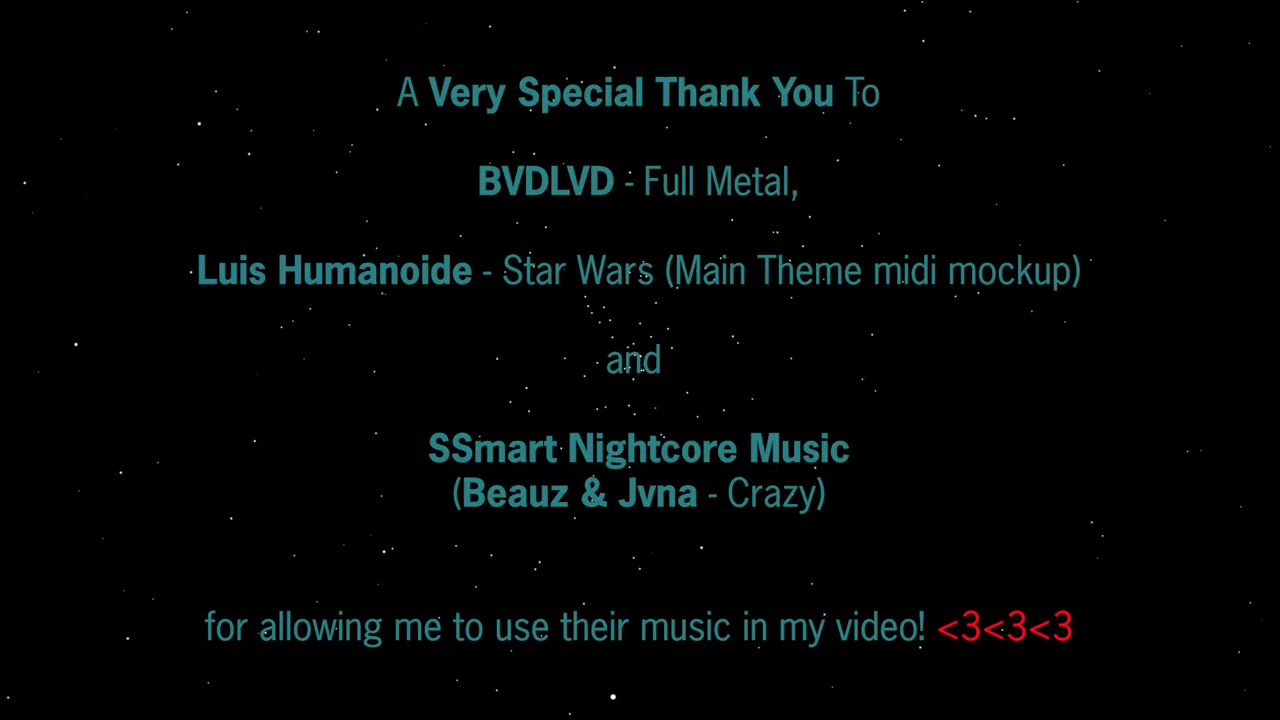 A Very Special Thank You To
BVDLVD - Full Metal,
Luis Humanoide - Star Wars (Main Theme midi mockup)
and
SSmart Nightcore Music
(Beauz & Jvna - Crazy)
for allowing me to use their music in my video! <3<3<3